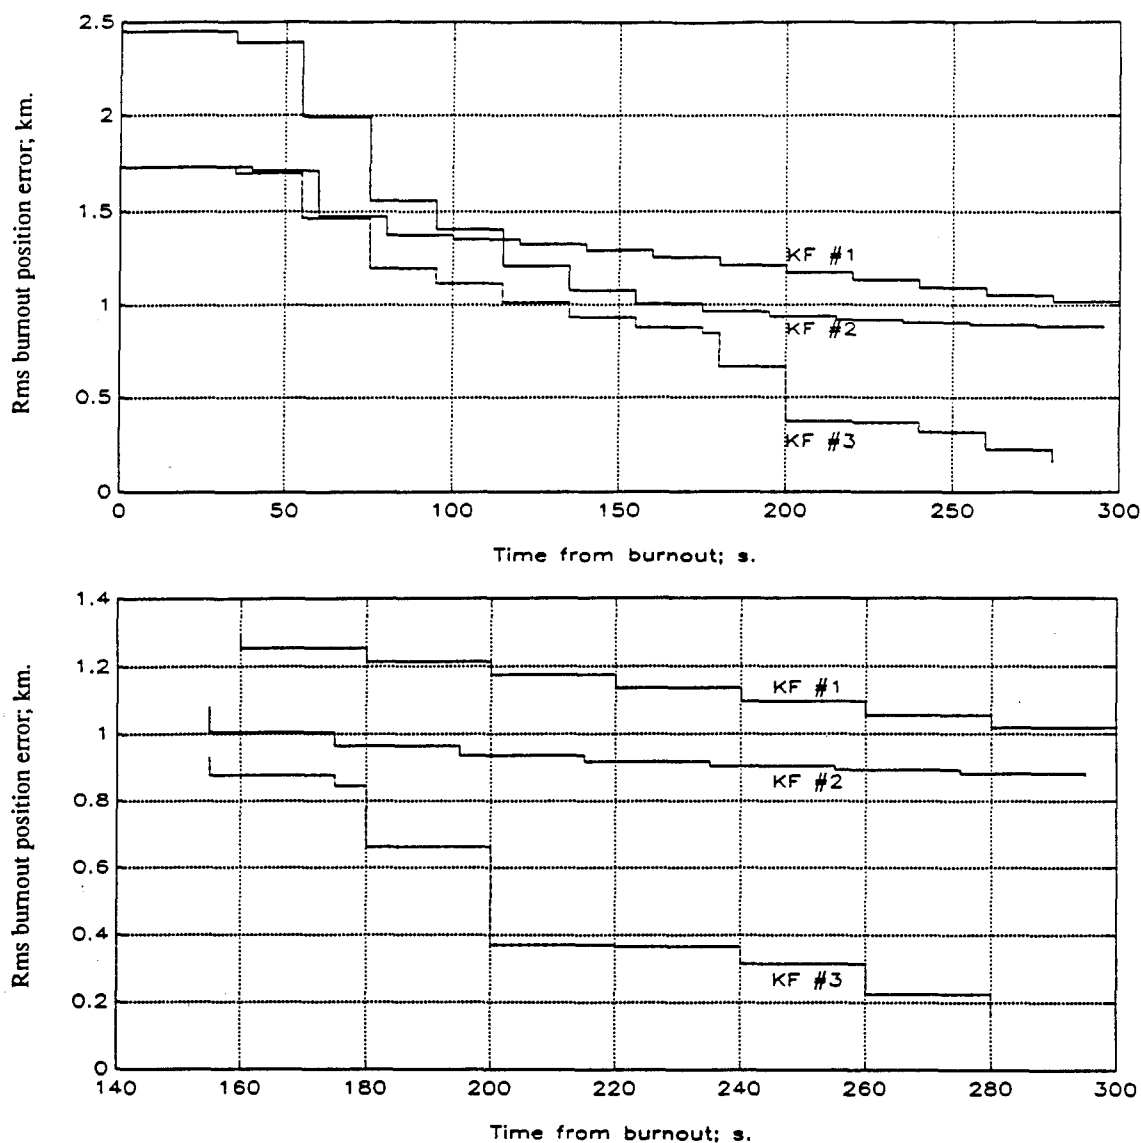 Rms burnout position error; km.
2.5
2
1.5
1
0.5
0
KF #1
KF #2
KF #3
0 50 100 150 200 250 300
Time from burnout; s.
Rms burnout position error; km.
1.4
1.2
1
0.8
0.6
0.4
0.2
0
KF #1
KF #2
KF #3
140 160 180 200 220 240 260 280 300
Time from burnout; s.